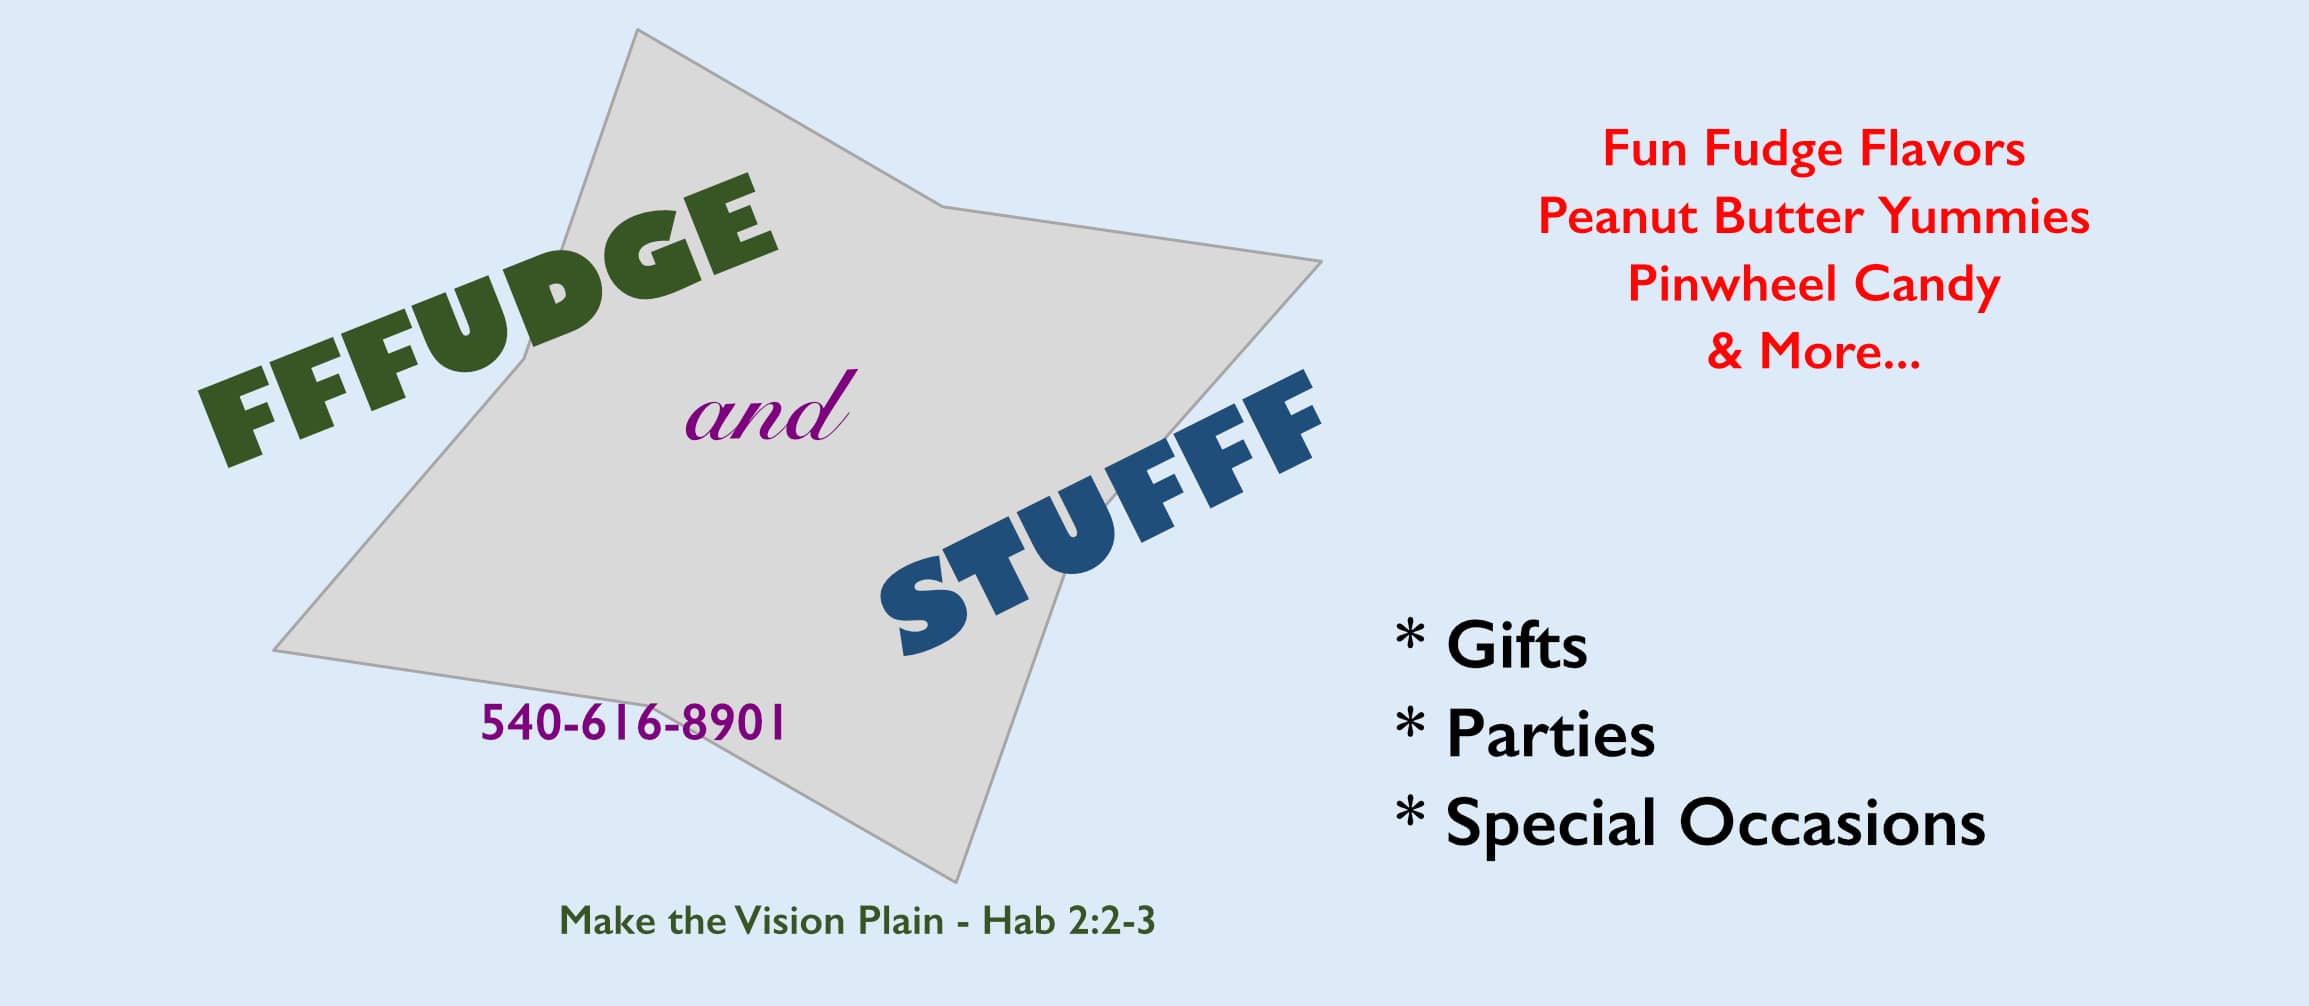 FFFUDGE
and
STUFFF
540-616-8901
Make the Vision Plain - Hab 2:2-3
Fun Fudge Flavors
Peanut Butter Yummies
Pinwheel Candy
& More...
* Gifts
* Parties
* Special Occasions